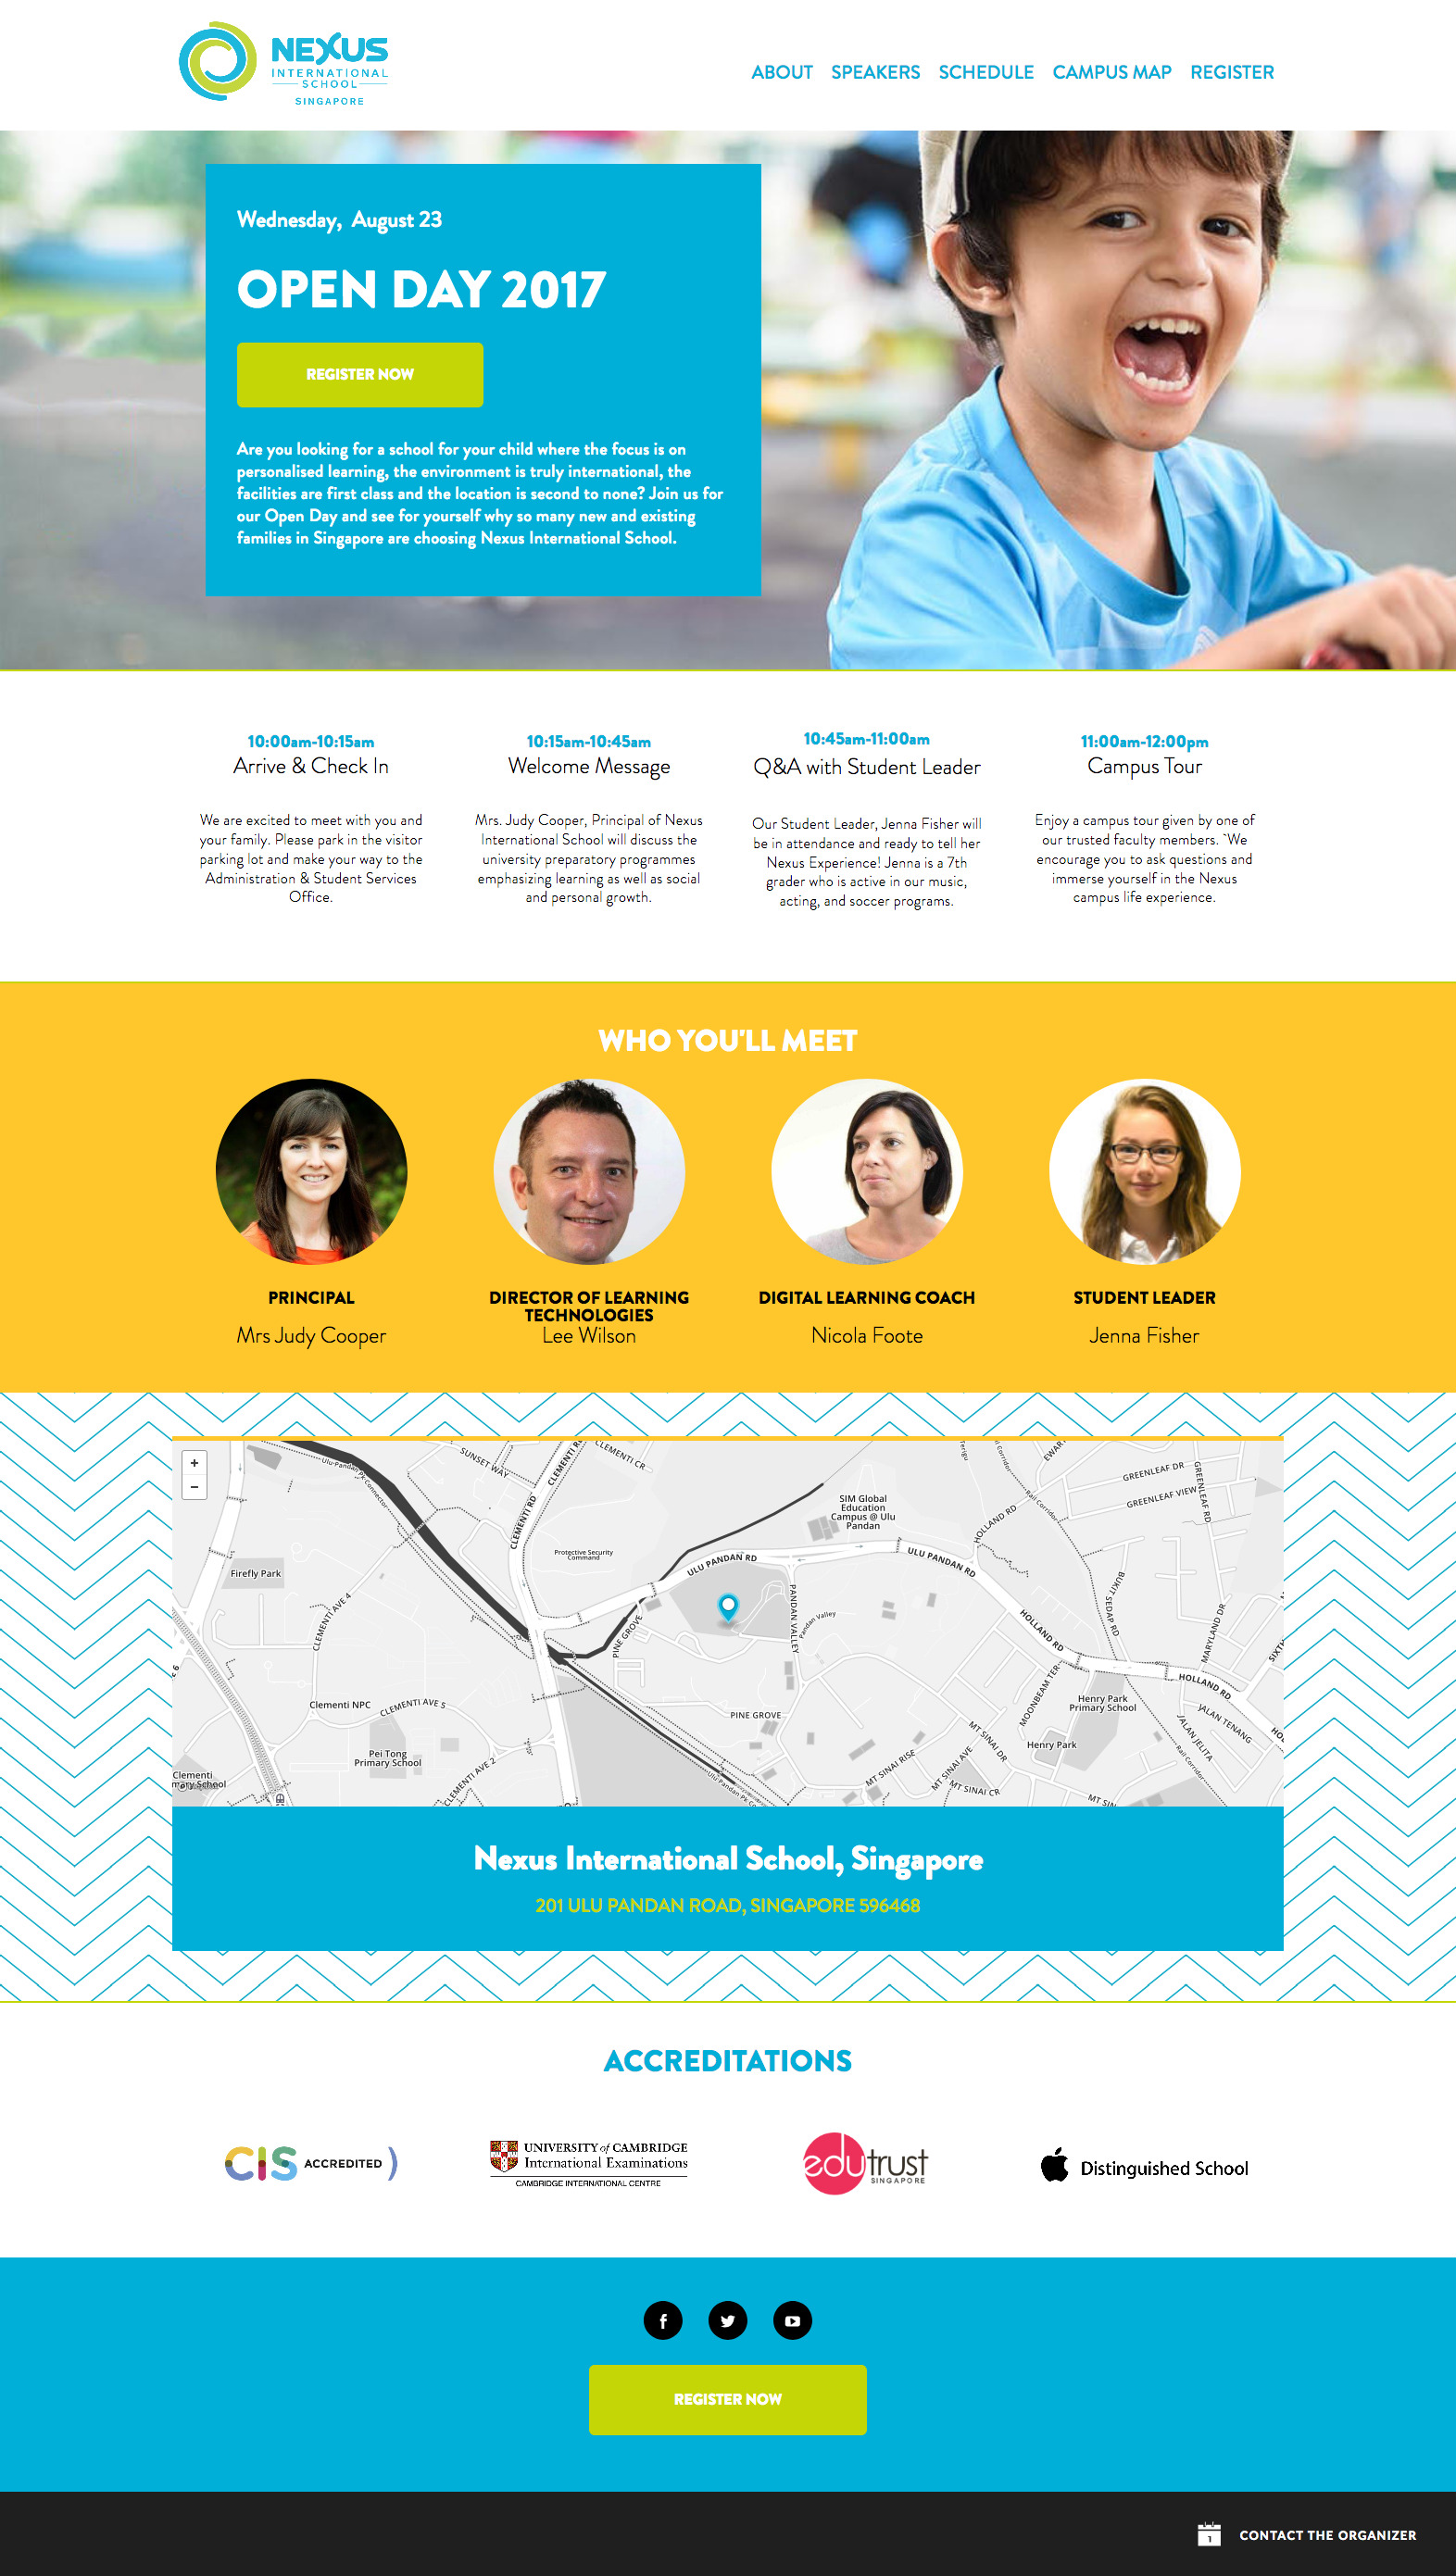 NEXUS
INTERNATIONAL
SCHOOL
SINGAPORE
ABOUT SPEAKERS SCHEDULE CAMPUS MAP REGISTER
Wednesday, August 23
OPEN DAY 2017
REGISTER NOW
Are you looking for a school for your child where the focus is on
personalised learning, the environment is truly international, the
facilities are first class and the location is second to none? Join us for
our Open Day and see for yourself why so many new and existing
families in Singapore are choosing Nexus International School.
10:00am-10:15am
Arrive & Check In
We are excited to meet with you and
your family. Please park in the visitor
parking lot and make your way to the
Administration & Student Services
Office.
10:15am-10:45am
Welcome Message
Mrs. Judy Cooper, Principal of Nexus
International School will discuss the
university preparatory programmes
emphasizing learning as well as social
and personal growth.
10:45am-11:00am
Q&A with Student Leader
Our Student Leader, Jenna Fisher will
be in attendance and ready to tell her
Nexus Experience! Jenna is a 7th
grader who is active in our music,
acting, and soccer programs.
11:00am-12:00pm
Campus Tour
Enjoy a campus tour given by one of
our trusted faculty members. `We
encourage you to ask questions and
immerse yourself in the Nexus
campus life experience.
WHO YOU'LL MEET
PRINCIPAL
Mrs Judy Cooper
DIRECTOR OF LEARNING
TECHNOLOGIES
Lee Wilson
DIGITAL LEARNING COACH
Nicola Foote
STUDENT LEADER
Jenna Fisher
+
−
Ulu Pandan Pk Connector
SUNSET WAY
CLEMENTI CR
CLEMENTI RD
Rail Corridor
GREENLEAF DR
GREENLEAF VIEW
GREENLEAF RD
SIM Global
Education
Campus @ Ulu
Pandan
HOLLAND RD
CLEMENTI RD
Protective Security
Command
ULU PANDAN RD
ULU PANDAN RD
Firefly Park
CLEMENTI AVE 4
PINE GROVE
PANDAN VALLEY
Pandan Valley
BUKIT SEDAP RD
HOLLAND RD
MARYLAND DR
Clementi NPC
CLEMENTI AVE 5
PINE GROVE
MOONBEAM TER
Henry Park
Primary School
HOLLAND RD
JALAN TENANG
JALAN JELITA
Rail Corridor
Henry Park
Pei Tong
Primary School
CLEMENTI AVE 2
MT SINAI RISE
MT SINAI AVE
MT SINAI DR
MT SINAI CR
Clementi
Nexus International School, Singapore
201 ULU PANDAN ROAD, SINGAPORE 596468
ACCREDITATIONS
CIS ACCREDITED
UNIVERSITY of CAMBRIDGE
International Examinations
CAMBRIDGE INTERNATIONAL CENTRE
edutrust
SINGAPORE
Distinguished School
REGISTER NOW
1
CONTACT THE ORGANIZER